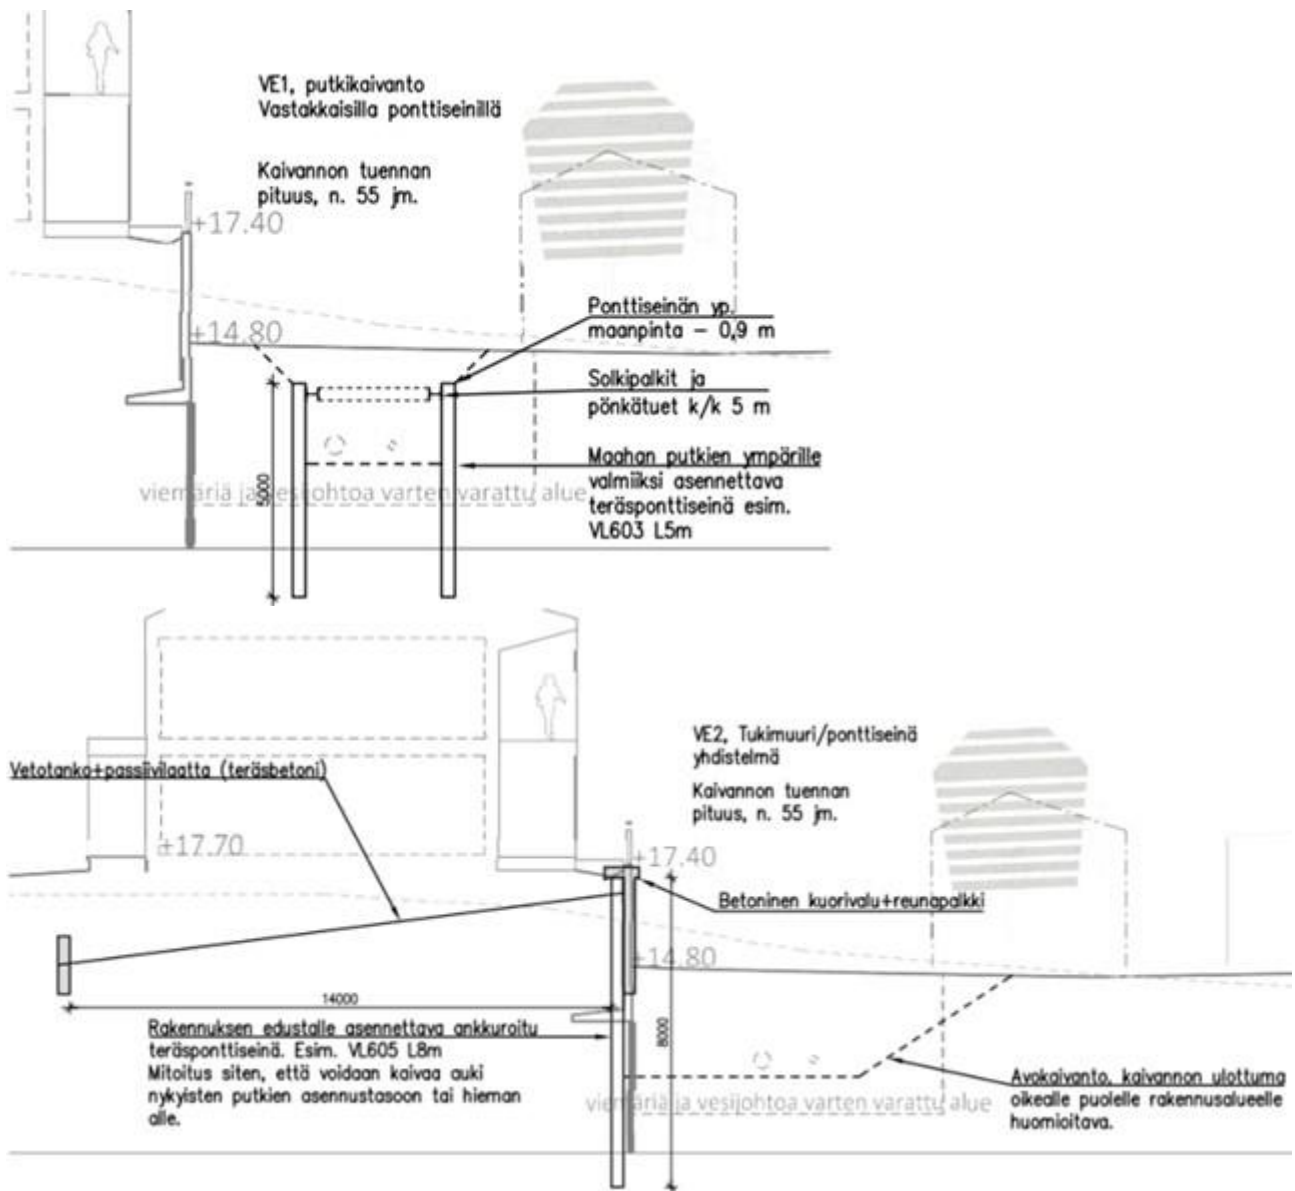 VE1, putkikaivanto
Vastakkaisilla ponttiseinillä
Kaivannon tuennan
pituus, n. 55 jm.
+17.40
+14.80
Ponttiseinän yp.
maanpinta - 0,9 m
Solkipalkit ja
pönkätuet k/k 5 m
Maahan putkien ympärille
valmiiksi asennettava
teräsponttiseinä esim.
VL603 L5m
viemäriä ja vesijohtoa varten varattu alue
5000
VE2, Tukimuuri/ponttiseinä
yhdistelmä
Kaivannon tuennan
pituus, n. 55 jm.
Vetotanko+passiivilaatta (teräsbetoni)
+17.70
+17.40
Betoninen kuorivalu+reunapalkki
+14.80
14000
8000
Rakennuksen edustalle asennettava ankkuroitu
teräsponttiseinä. Esim. VL605 L8m
Mitoitus siten, että voidaan kaivaa auki
nykyisten putkien asennustasoon tai hieman
alle.
viemäriä ja vesijohtoa varten varattu alue
Avokaivanto, kaivannon ulottuma
oikealle puolelle rakennusalueelle
huomioitava.